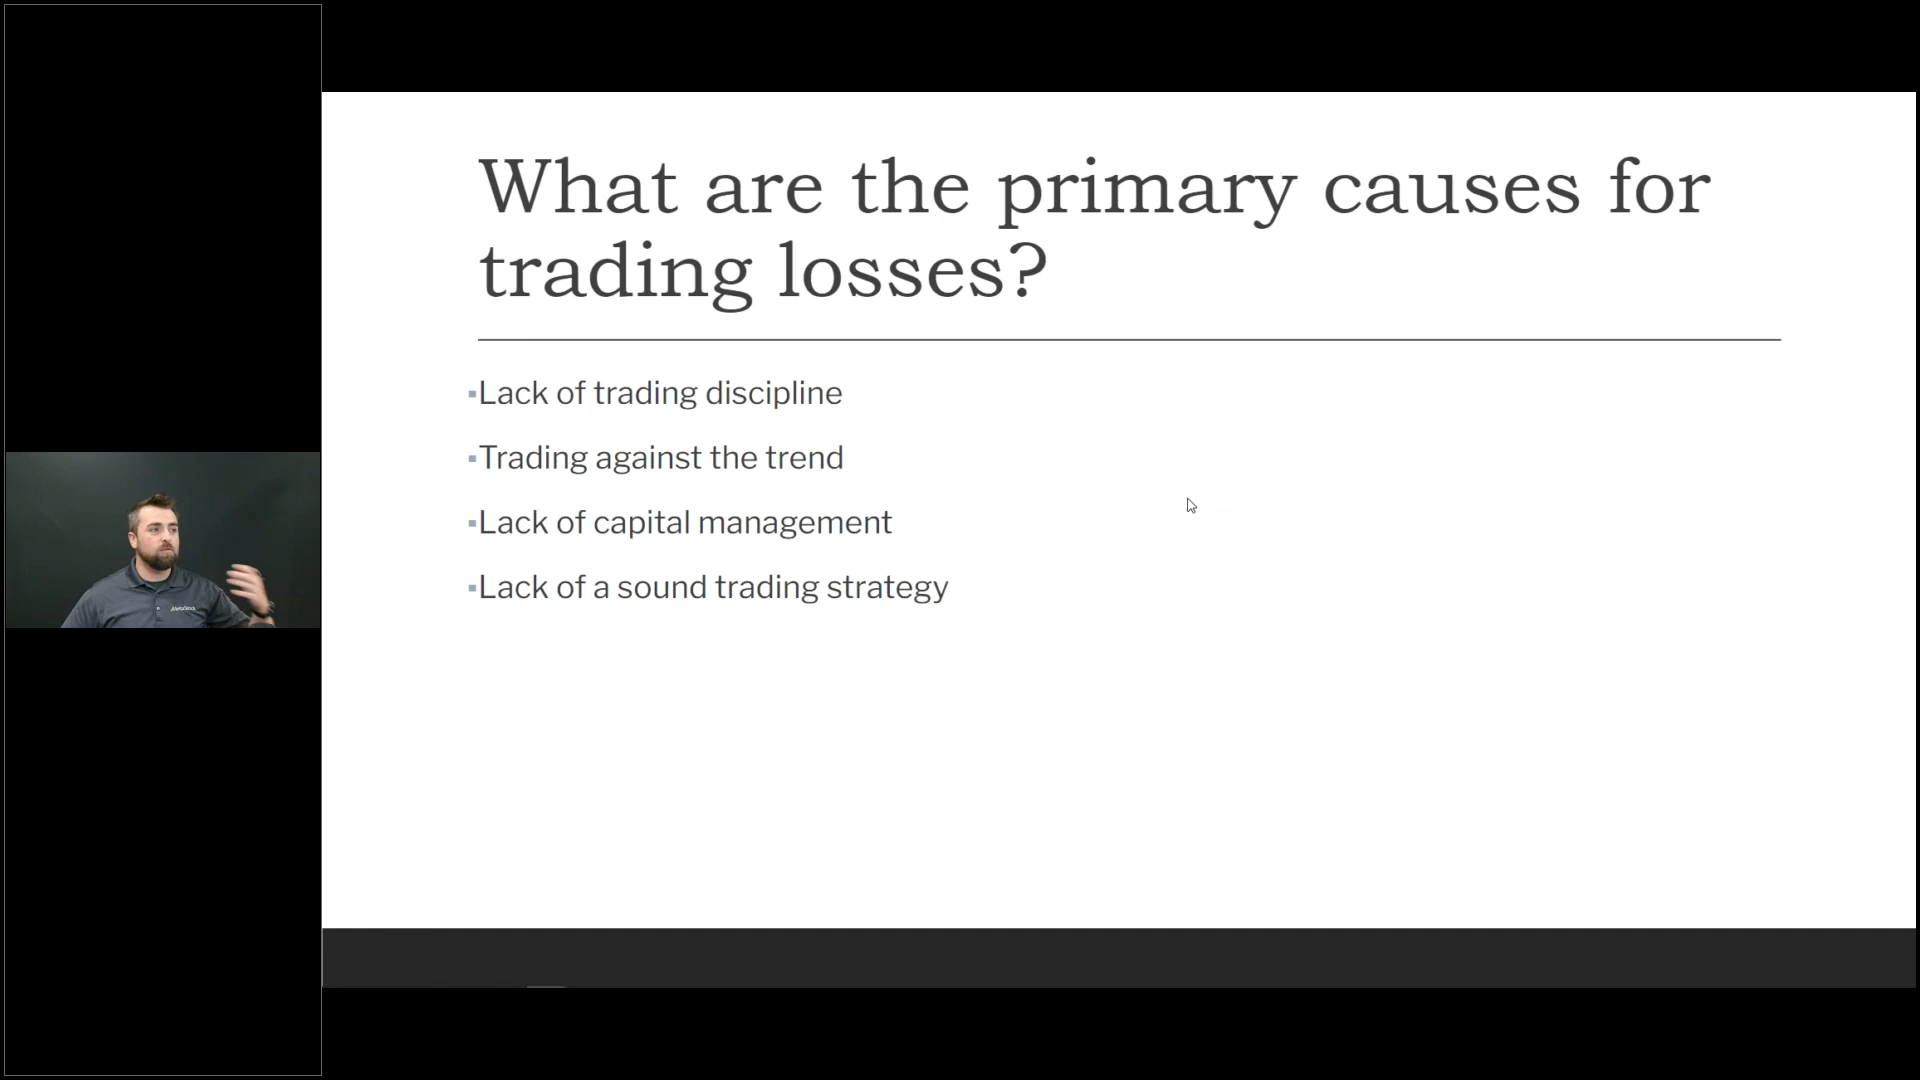 What are the primary causes for
trading losses?
▪Lack of trading discipline
▪Trading against the trend
▪Lack of capital management
▪Lack of a sound trading strategy
MetaStock